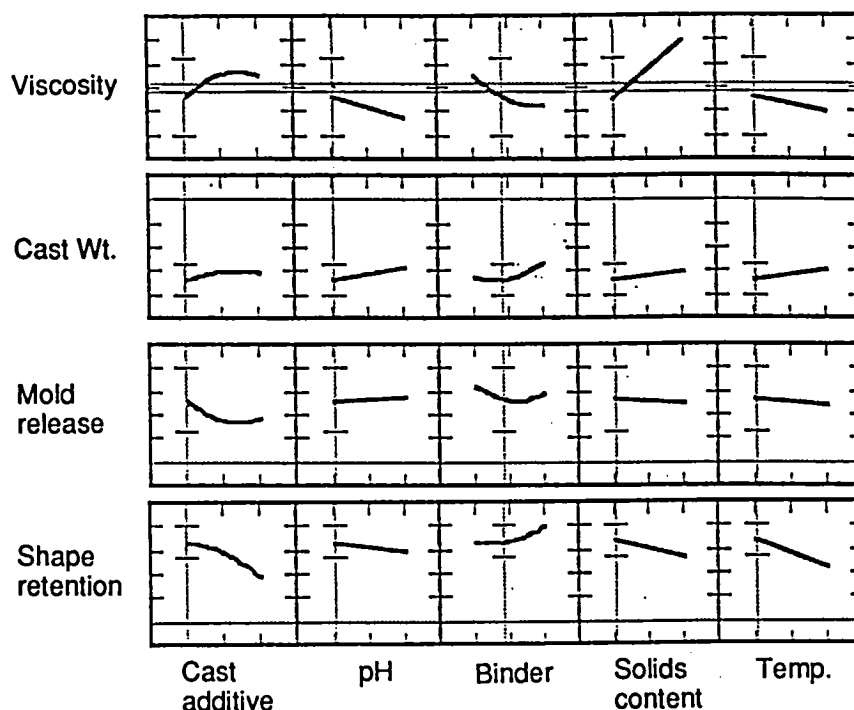 Viscosity
Cast Wt.
Mold
release
Shape
retention
Cast
additive
pH
Binder
Solids
content
Temp.